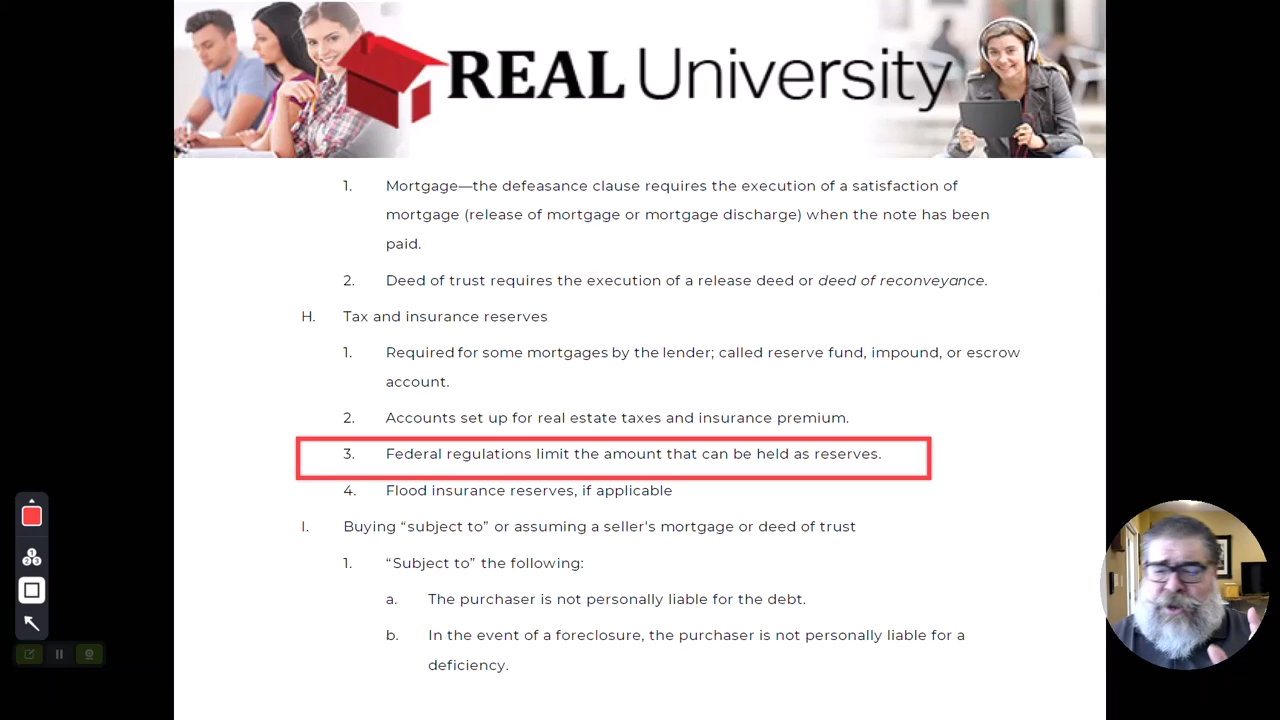 REAL University
1. Mortgage—the defeasance clause requires the execution of a satisfaction of
mortgage (release of mortgage or mortgage discharge) when the note has been
paid.
2. Deed of trust requires the execution of a release deed or deed of reconveyance.
H. Tax and insurance reserves
1. Required for some mortgages by the lender; called reserve fund, impound, or escrow
account.
2. Accounts set up for real estate taxes and insurance premium.
3. Federal regulations limit the amount that can be held as reserves.
4. Flood insurance reserves, if applicable
I. Buying “subject to” or assuming a seller's mortgage or deed of trust
1. “Subject to” the following:
a. The purchaser is not personally liable for the debt.
b. In the event of a foreclosure, the purchaser is not personally liable for a
deficiency.